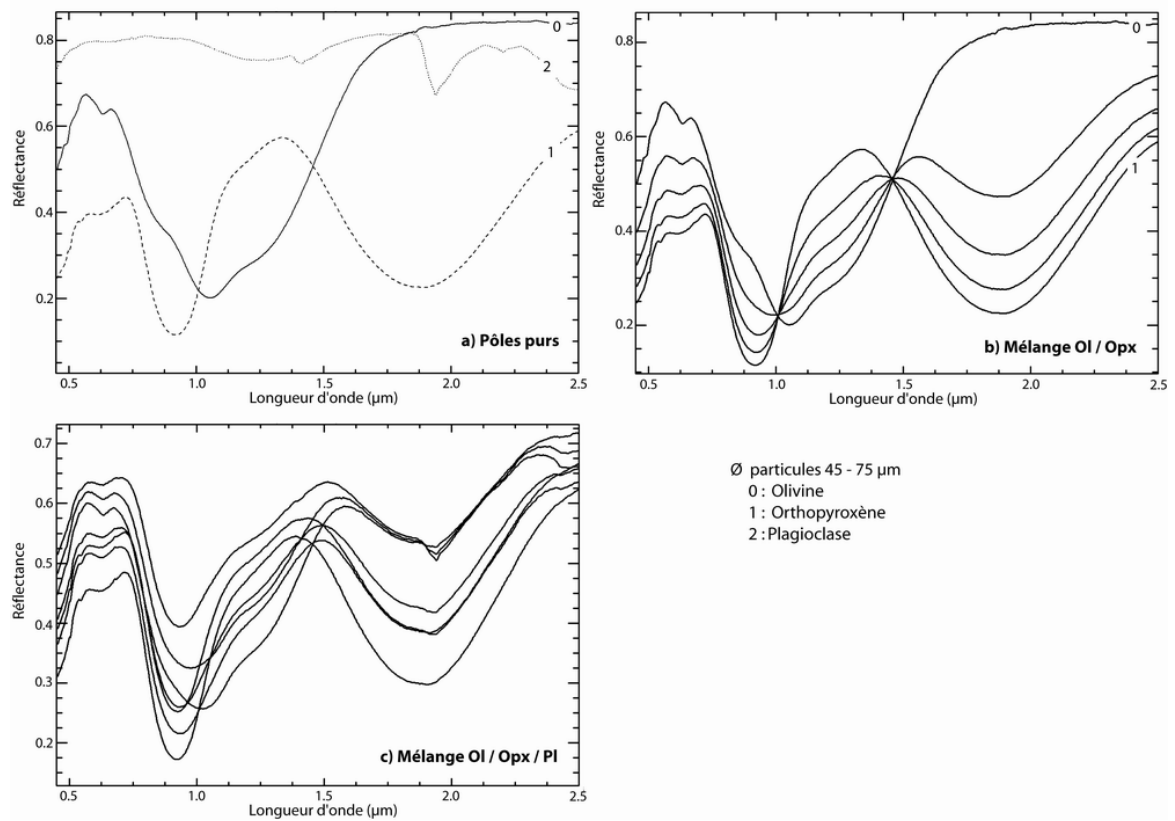 0.8
0.6
0.4
0.2
Réflectance
0
2
1
a) Pôles purs
0.5 1.0 1.5 2.0 2.5
Longueur d'onde (µm)
0.8
0.6
0.4
0.2
Réflectance
0
1
b) Mélange Ol / Opx
0.5 1.0 1.5 2.0 2.5
Longueur d'onde (µm)
0.7
0.6
0.5
0.4
0.3
0.2
Réflectance
c) Mélange Ol / Opx / Pl
0.5 1.0 1.5 2.0 2.5
Longueur d'onde (µm)
Ø particules 45 - 75 µm
0 : Olivine
1 : Orthopyroxène
2 : Plagioclase